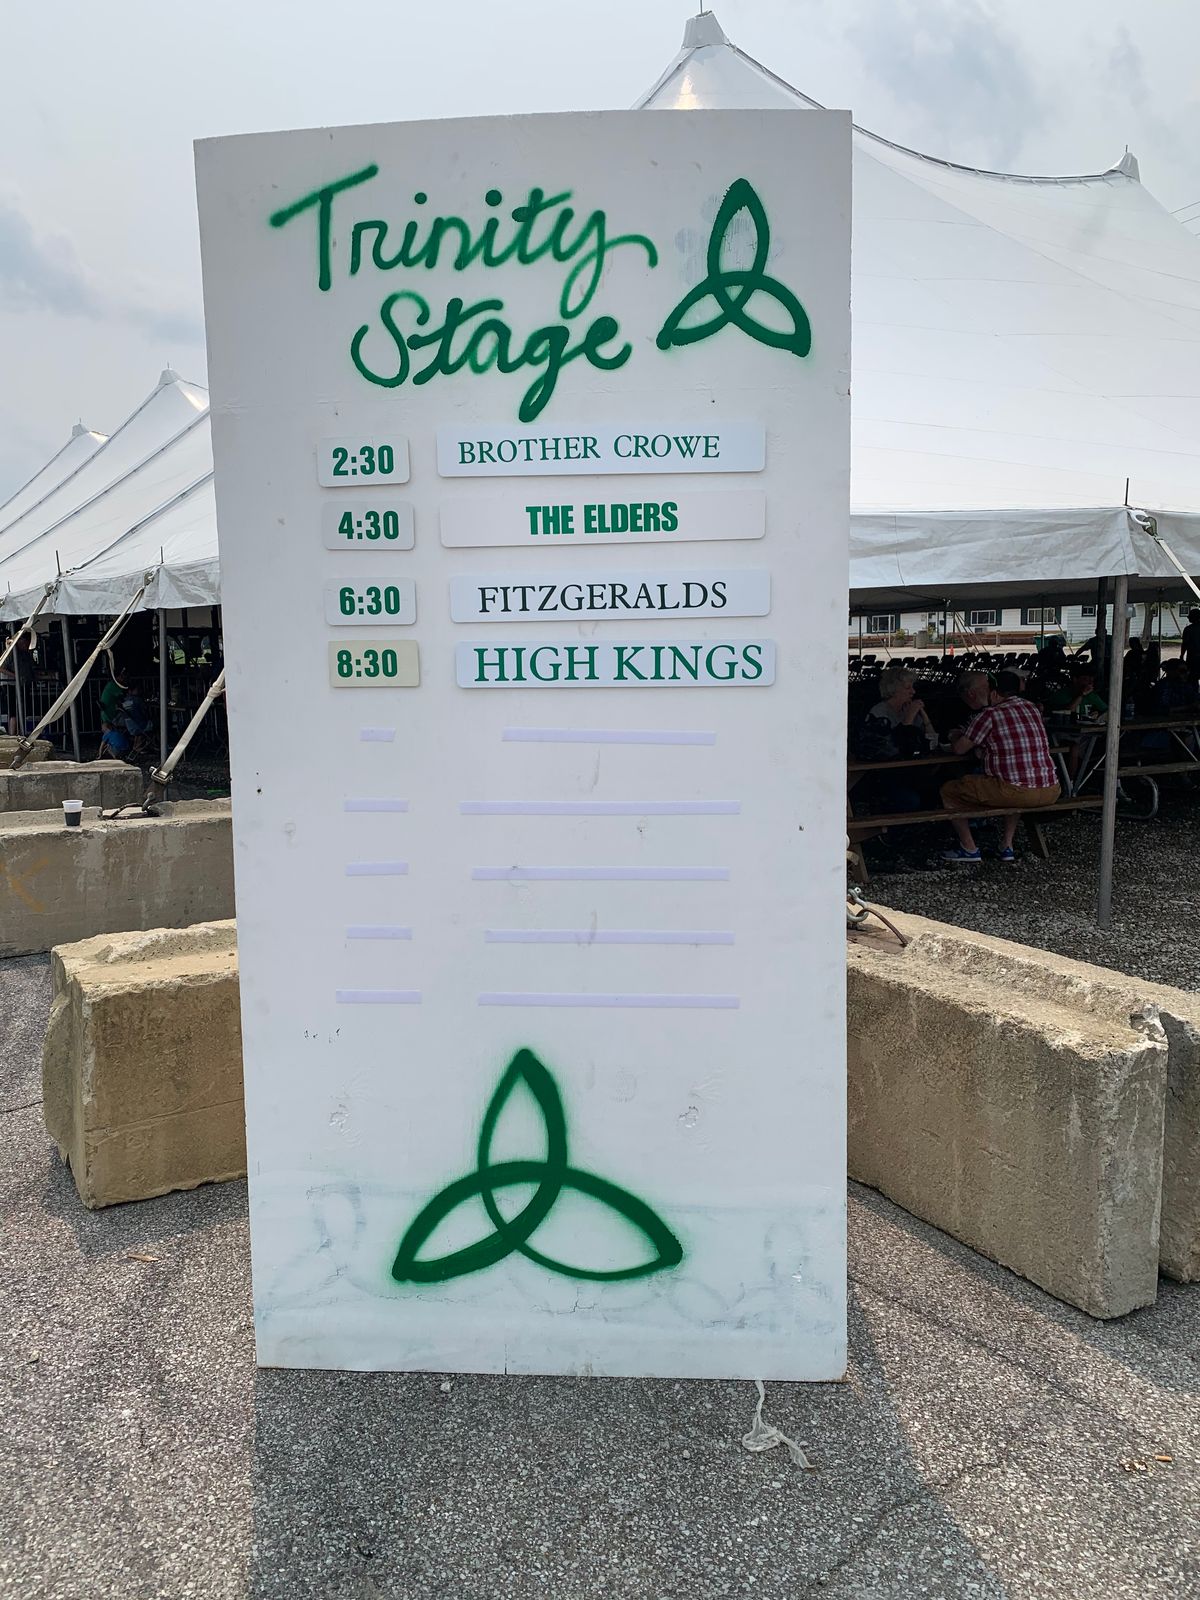 Trinity
Stage
2:30 BROTHER CROWE
4:30 THE ELDERS
6:30 FITZGERALDS
8:30 HIGH KINGS